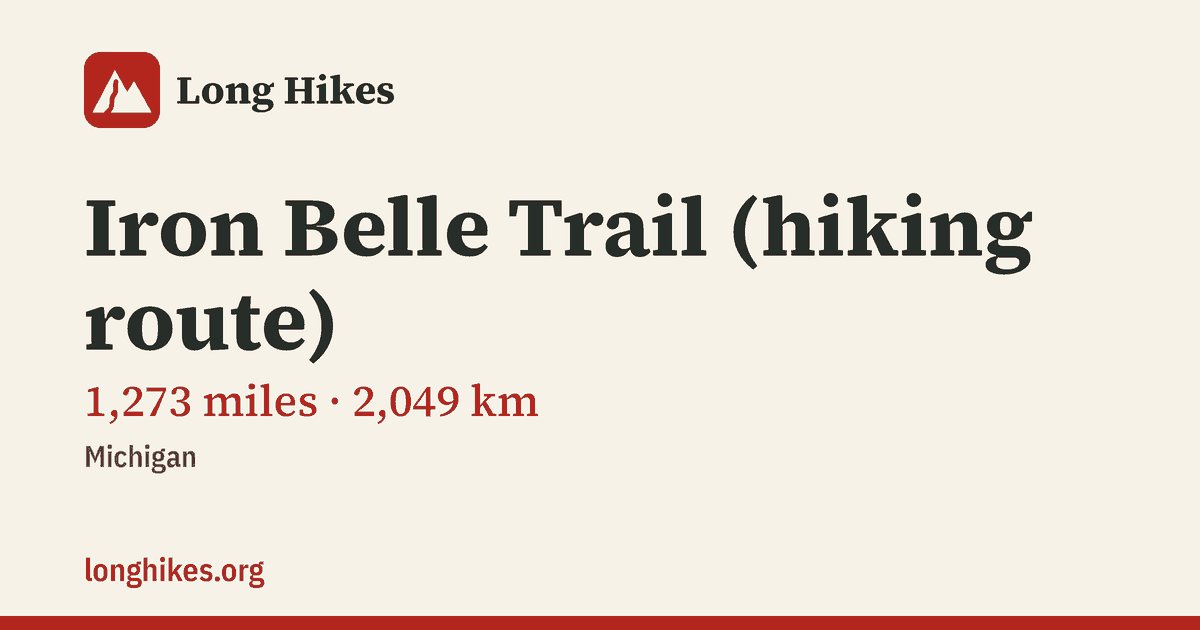 Long Hikes
Iron Belle Trail (hiking
route)
1,273 miles · 2,049 km
Michigan
longhikes.org